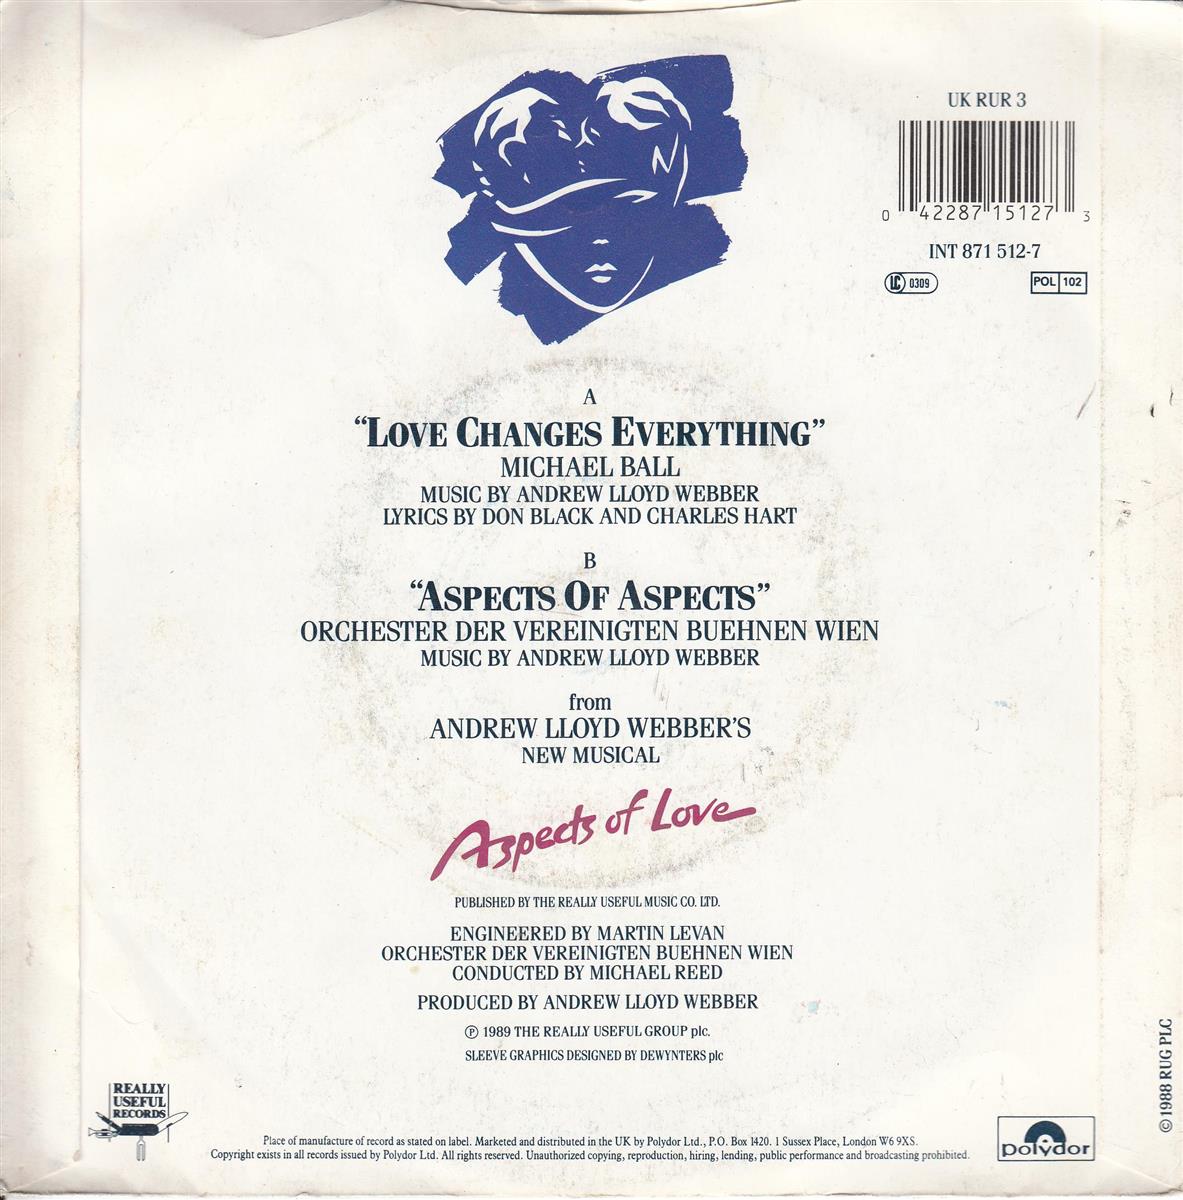 UK RUR 3
0 42287 15127 3
INT 871 512-7
LC 0309
POL 102
A
“LOVE CHANGES EVERYTHING”
MICHAEL BALL
MUSIC BY ANDREW LLOYD WEBBER
LYRICS BY DON BLACK AND CHARLES HART
B
“ASPECTS OF ASPECTS”
ORCHESTER DER VEREINIGTEN BUEHNEN WIEN
MUSIC BY ANDREW LLOYD WEBBER
from
ANDREW LLOYD WEBBER'S
NEW MUSICAL
Aspects of Love
PUBLISHED BY THE REALLY USEFUL MUSIC CO. LTD.
ENGINEERED BY MARTIN LEVAN
ORCHESTER DER VEREINIGTEN BUEHNEN WIEN
CONDUCTED BY MICHAEL REED
PRODUCED BY ANDREW LLOYD WEBBER
℗ 1989 THE REALLY USEFUL GROUP plc.
SLEEVE GRAPHICS DESIGNED BY DEWYNTERS plc
© 1988 RUG PLC
REALLY
USEFUL
RECORDS
Place of manufacture of record as stated on label. Marketed and distributed in the UK by Polydor Ltd., P.O. Box 1420. 1 Sussex Place, London W6 9XS.
Copyright exists in all records issued by Polydor Ltd. All rights reserved. Unauthorized copying, reproduction, hiring, lending, public performance and broadcasting prohibited.
polydor